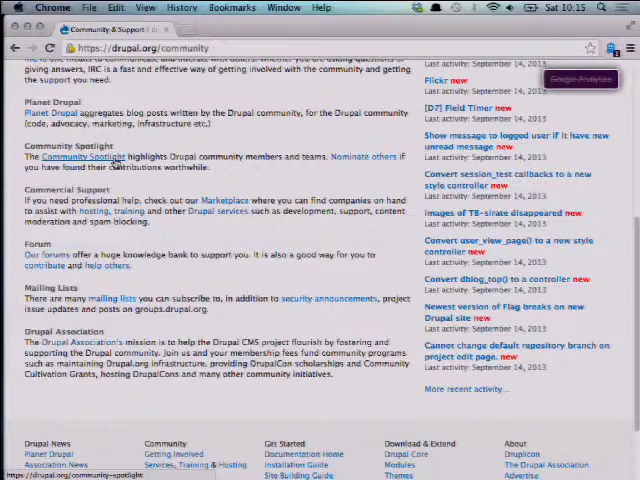 Chrome File Edit View History Bookmarks Window Help Sat 10:15
Community & Support | D
https://drupal.org/community
giving answers, IRC is a fast and effective way of getting involved with the community and getting
the support you need.
Planet Drupal
Planet Drupal aggregates blog posts written by the Drupal community, for the Drupal community
(code, advocacy, marketing, infrastructure etc.)
Community Spotlight
The Community Spotlight highlights Drupal community members and teams. Nominate others if
you have found their contributions worthwhile.
Commercial Support
If you need professional help, check out our Marketplace where you can find companies on hand
to assist with hosting, training and other Drupal services such as development, support, content
moderation and spam blocking.
Forum
Our forums offer a huge knowledge bank to support you. It is also a good way for you to
contribute and help others.
Mailing Lists
There are many mailing lists you can subscribe to, in addition to security announcements, project
issue updates and posts on groups.drupal.org.
Drupal Association
The Drupal Association's mission is to help the Drupal CMS project flourish by fostering and
supporting the Drupal community. Join us and your membership fees fund community programs
such as maintaining Drupal.org infrastructure, providing DrupalCon scholarships and Community
Cultivation Grants, hosting DrupalCons and many other community initiatives.
Last activity: September 14, 2013
Flickr new
Last activity: September 14, 2013
Google Analytics
[D7] Field Timer new
Last activity: September 14, 2013
Show message to logged user if it have new
unread message new
Last activity: September 14, 2013
Convert session_test callbacks to a new
style controller new
Last activity: September 14, 2013
Images of TB-sirate disappeared new
Last activity: September 14, 2013
Convert user_view_page() to a new style
controller new
Last activity: September 14, 2013
Convert dblog_top() to a controller new
Last activity: September 14, 2013
Newest version of Flag breaks on new
Drupal site new
Last activity: September 14, 2013
Cannot change default repository branch on
project edit page. new
Last activity: September 14, 2013
More recent activity...
Drupal News Community Get Started Download & Extend About
Planet Drupal Getting Involved Documentation Home Drupal Core Druplicon
Association News Services, Training & Hosting Installation Guide Modules The Drupal Association
Site Building Guide Themes Advertise
https://drupal.org/community-spotlight